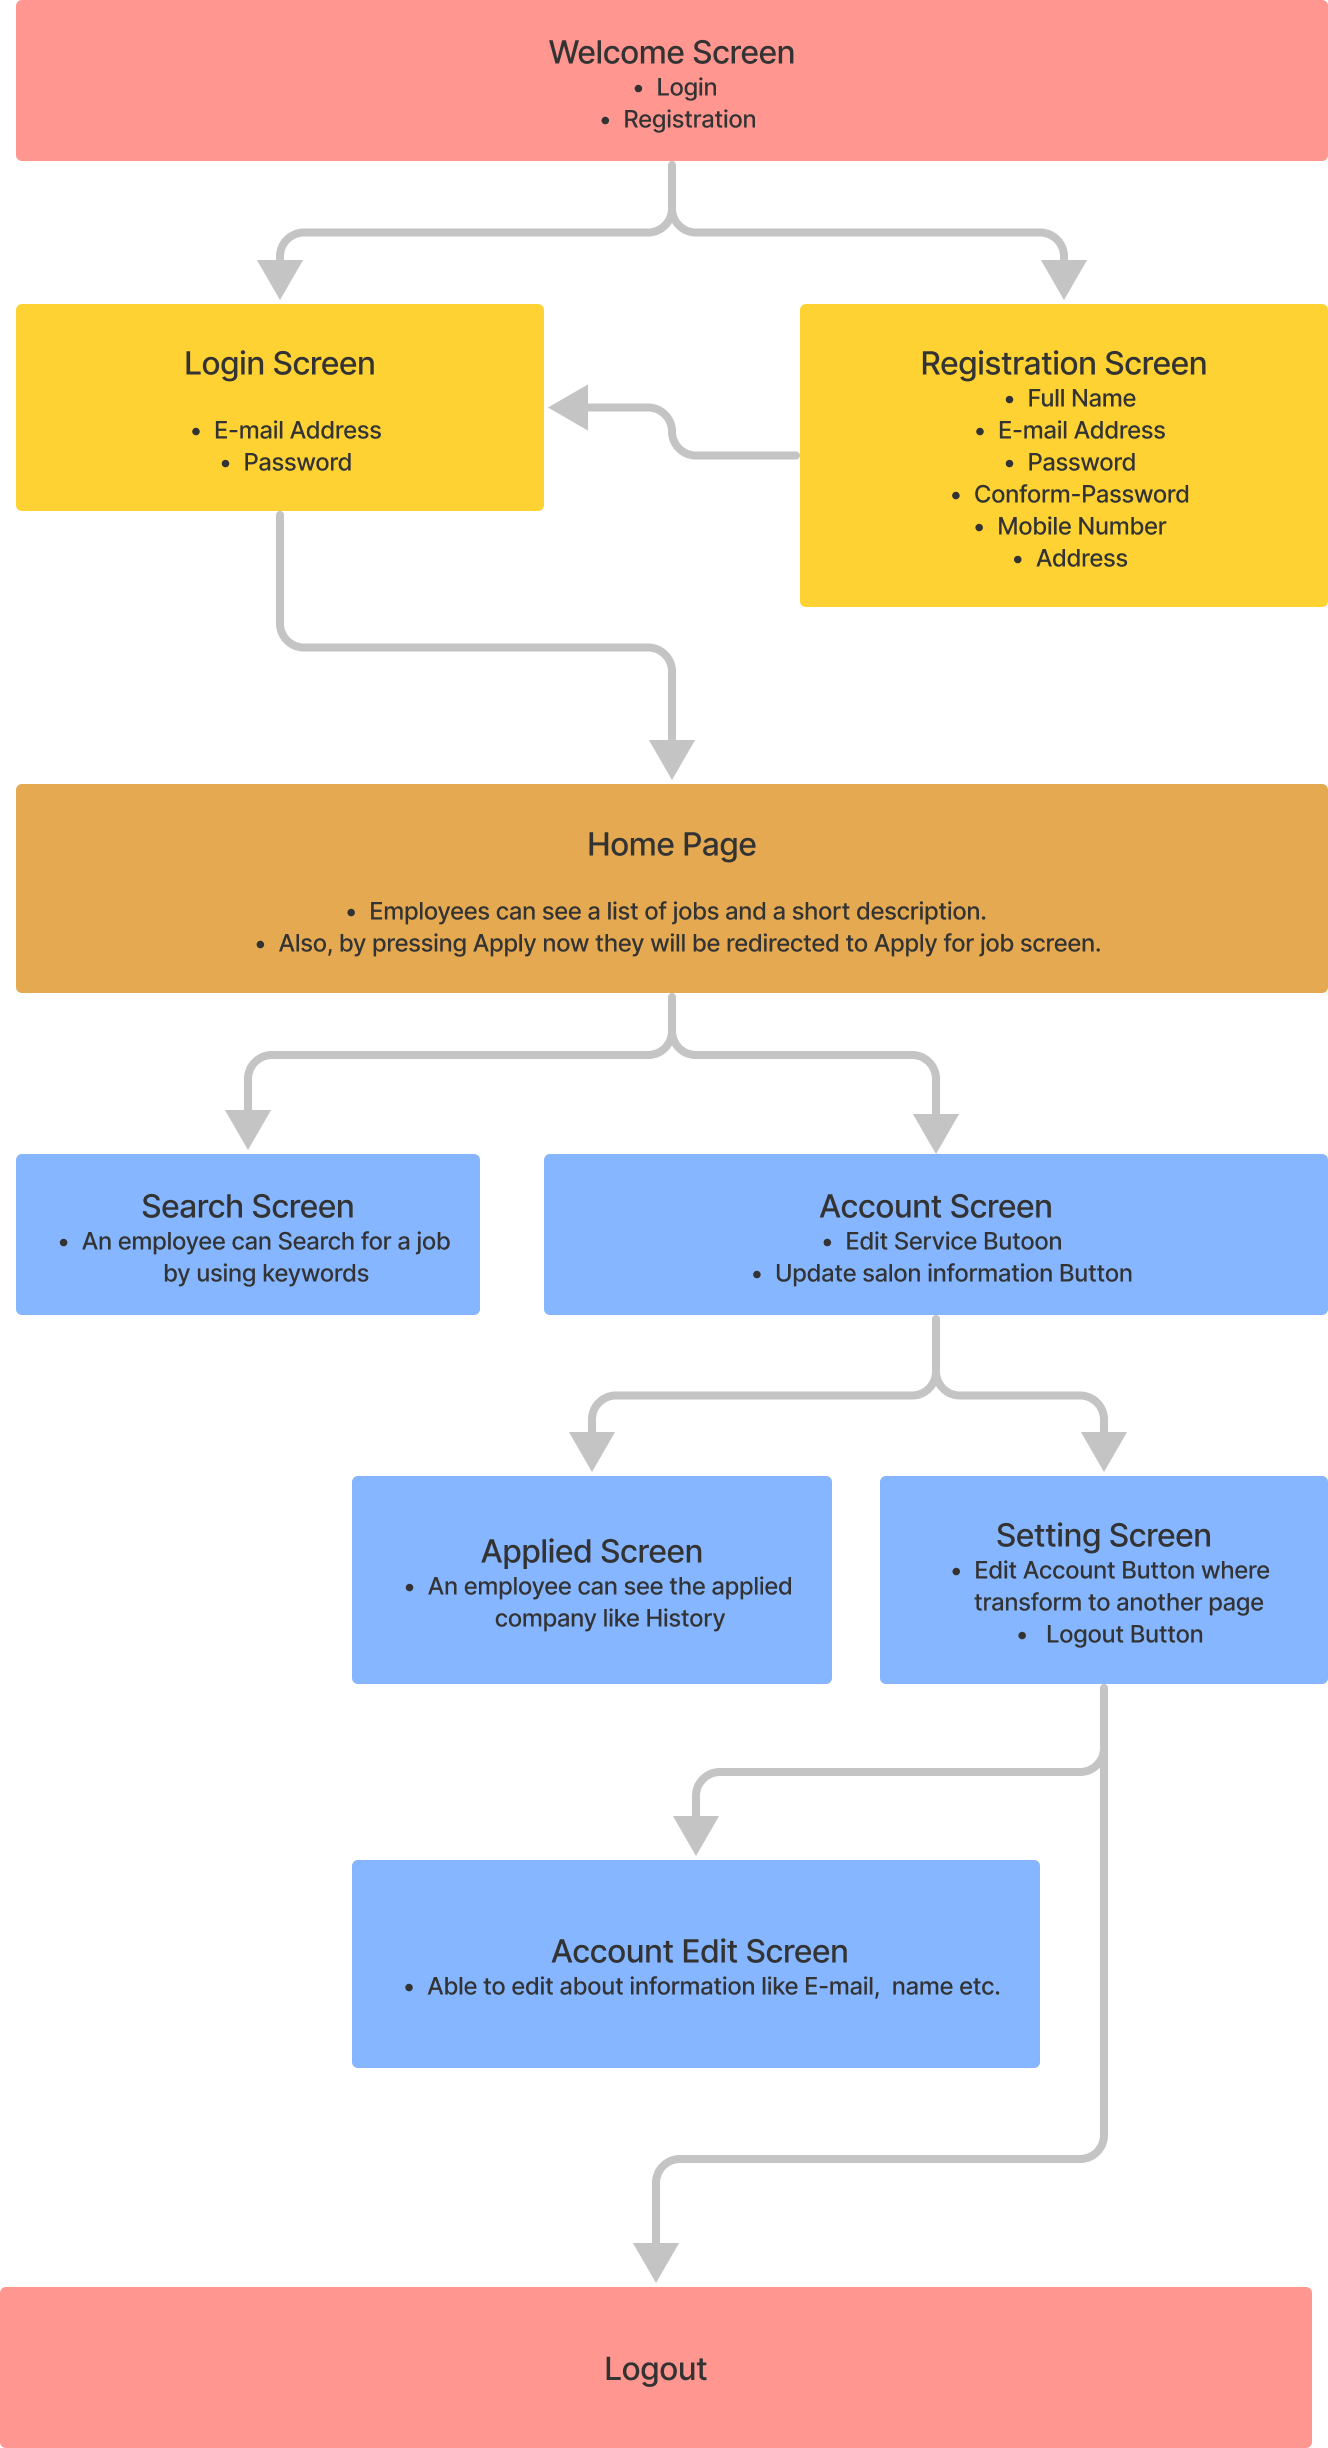 Welcome Screen
• Login
• Registration
Login Screen
• E-mail Address
• Password
Registration Screen
• Full Name
• E-mail Address
• Password
• Conform-Password
• Mobile Number
• Address
Home Page
• Employees can see a list of jobs and a short description.
• Also, by pressing Apply now they will be redirected to Apply for job screen.
Search Screen
• An employee can Search for a job
by using keywords
Account Screen
• Edit Service Butoon
• Update salon information Button
Applied Screen
• An employee can see the applied
company like History
Setting Screen
• Edit Account Button where
transform to another page
• Logout Button
Account Edit Screen
• Able to edit about information like E-mail, name etc.
Logout